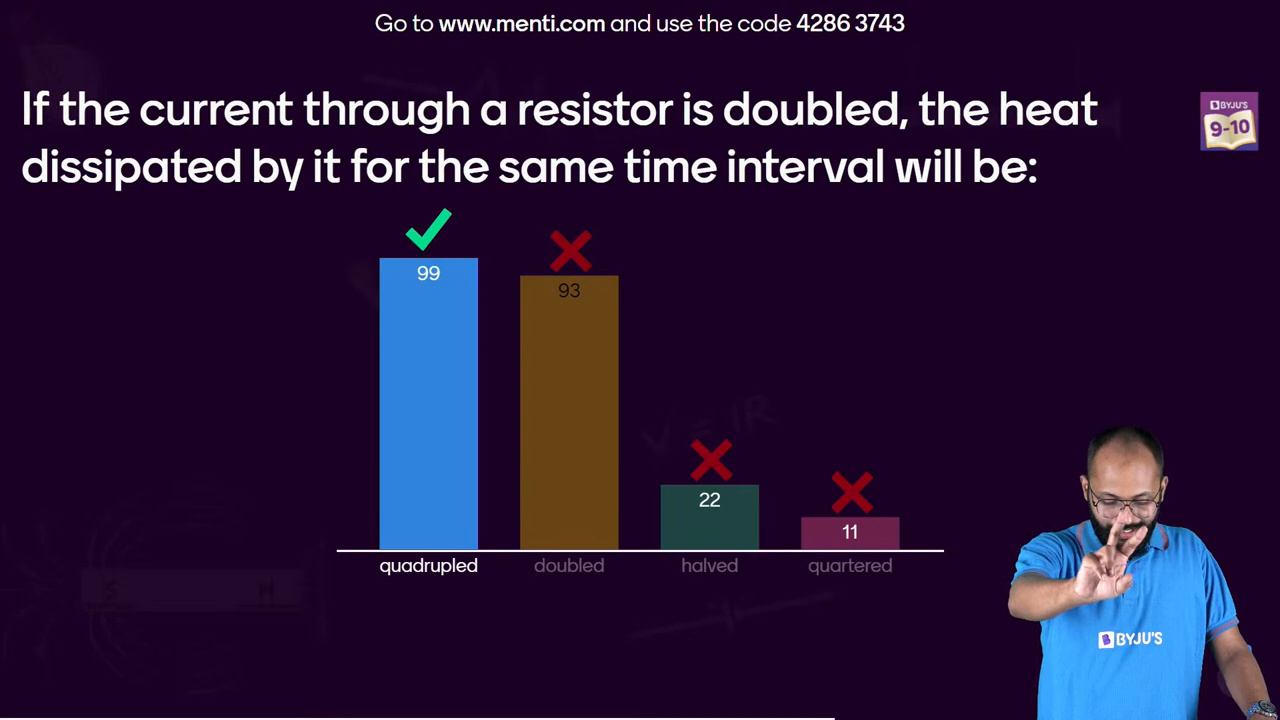 Go to www.menti.com and use the code 4286 3743
If the current through a resistor is doubled, the heat
dissipated by it for the same time interval will be:
BYJU'S
9-10
99
93
22
11
V = IR
quadrupled
doubled
halved
quartered
BYJU'S